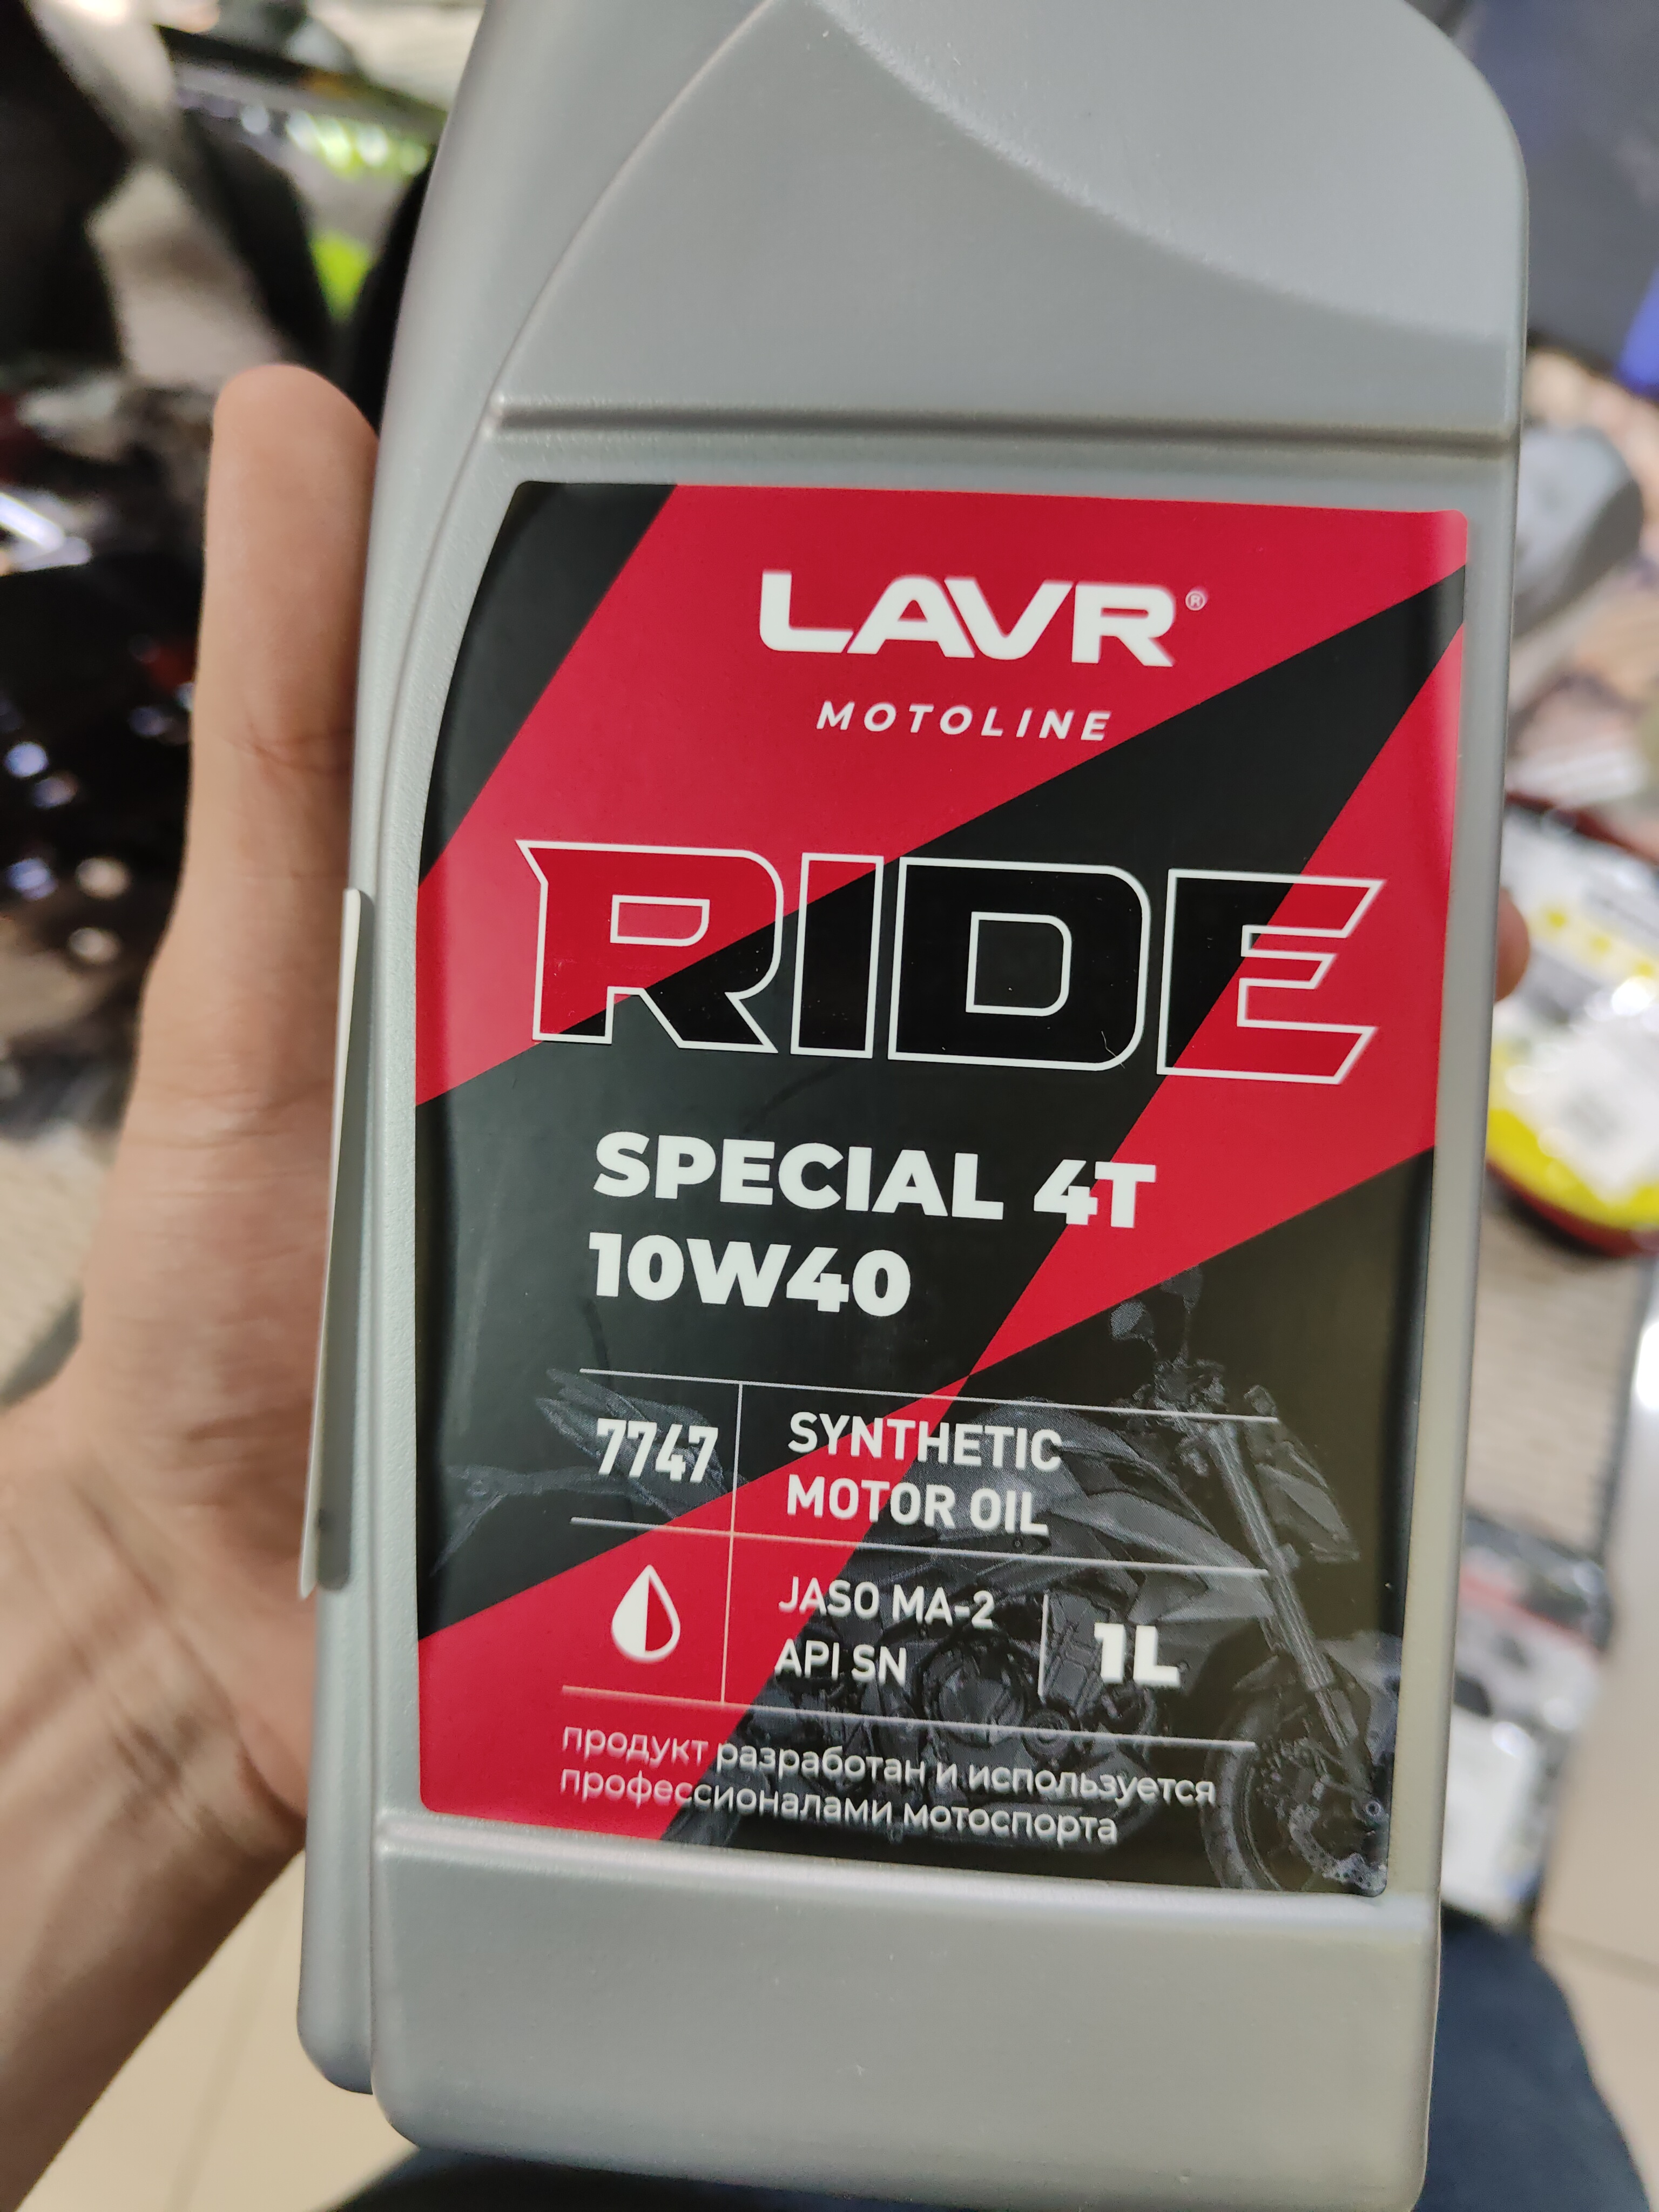 LAVR®
MOTOLINE
RIDE
SPECIAL 4T
10W40
7747
SYNTHETIC
MOTOR OIL
JASO MA-2
API SN
1L
продукт разработан и используется
профессионалами мотоспорта